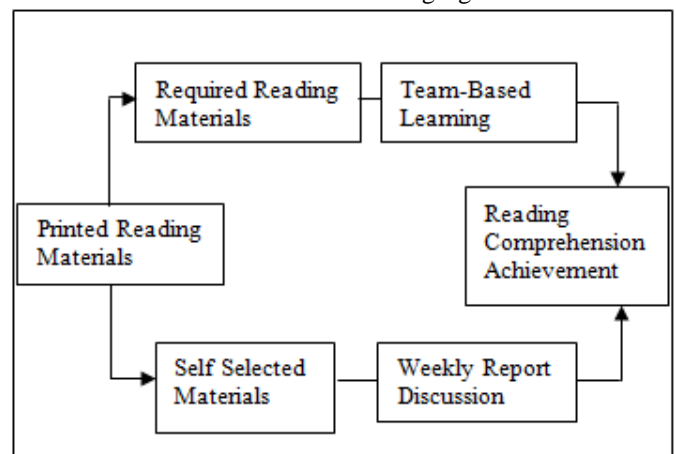 Required Reading
Materials
Team-Based
Learning
Printed Reading
Materials
Reading
Comprehension
Achievement
Self Selected
Materials
Weekly Report
Discussion